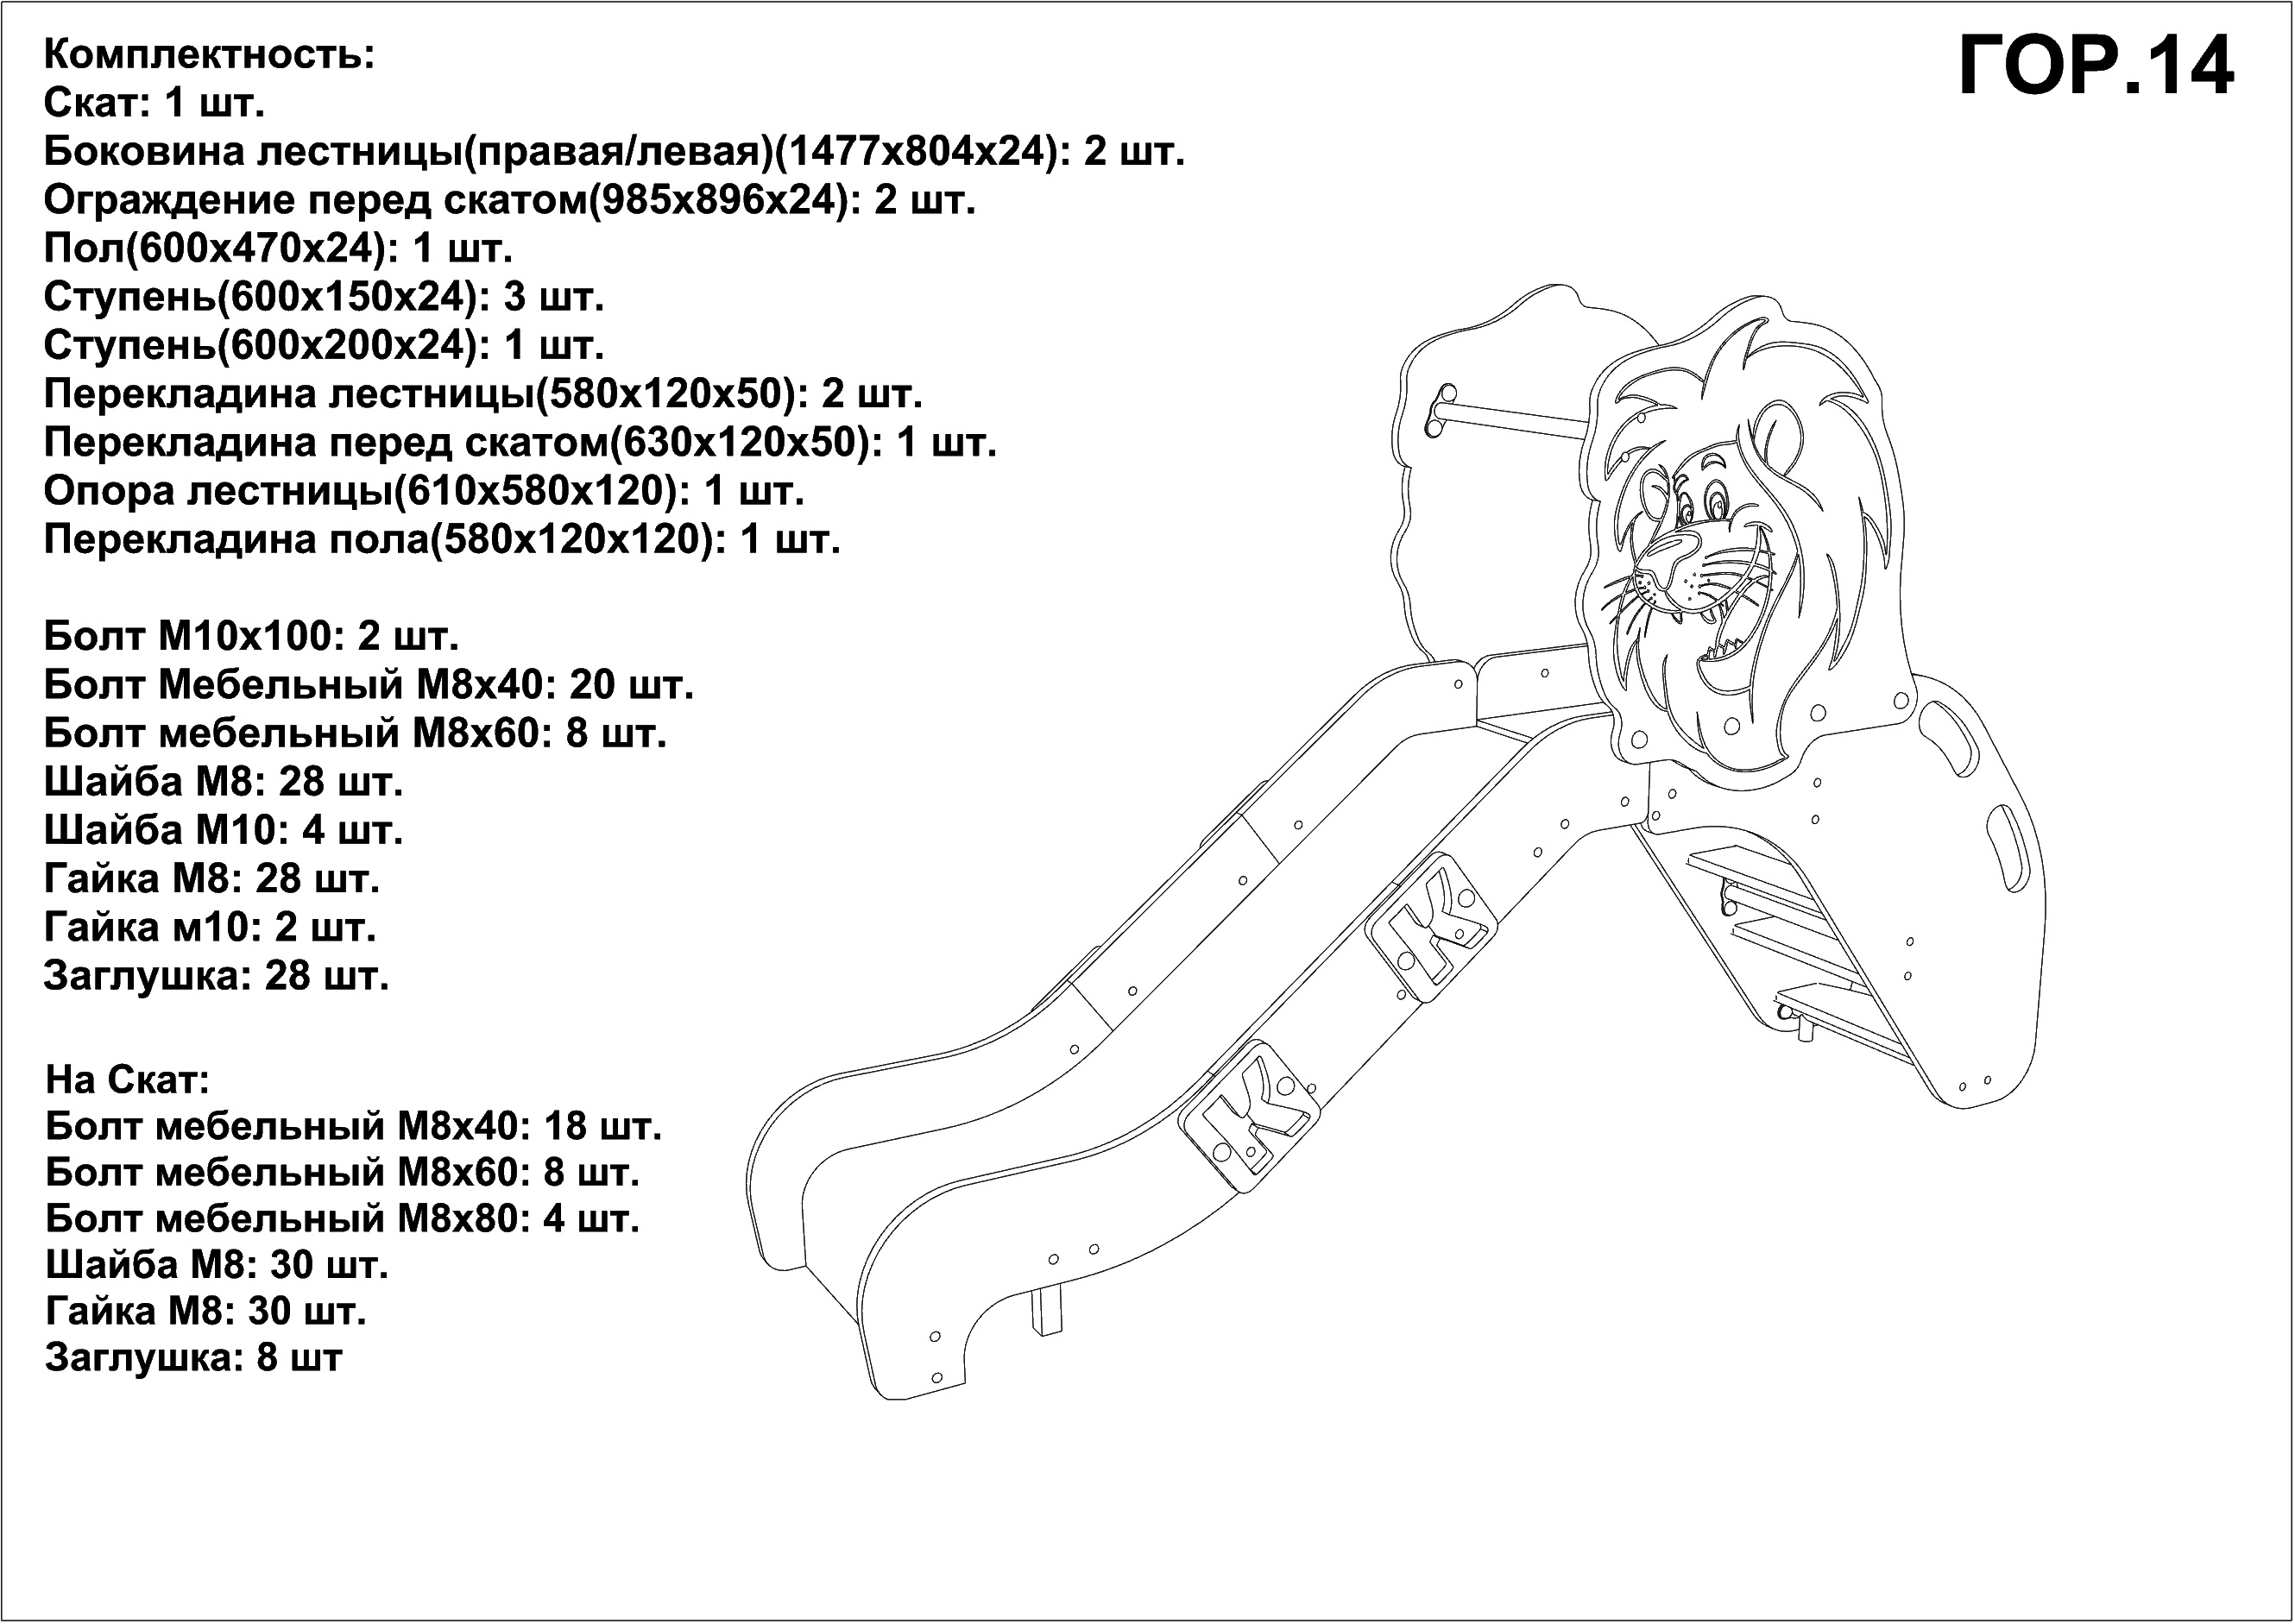 ГОР.14
Комплектность:
Скат: 1 шт.
Боковина лестницы(правая/левая)(1477х804х24): 2 шт.
Ограждение перед скатом(985х896х24): 2 шт.
Пол(600х470х24): 1 шт.
Ступень(600х150х24): 3 шт.
Ступень(600х200х24): 1 шт.
Перекладина лестницы(580х120х50): 2 шт.
Перекладина перед скатом(630х120х50): 1 шт.
Опора лестницы(610х580х120): 1 шт.
Перекладина пола(580х120х120): 1 шт.
Болт М10х100: 2 шт.
Болт Мебельный М8х40: 20 шт.
Болт мебельный М8х60: 8 шт.
Шайба М8: 28 шт.
Шайба М10: 4 шт.
Гайка М8: 28 шт.
Гайка м10: 2 шт.
Заглушка: 28 шт.
На Скат:
Болт мебельный М8х40: 18 шт.
Болт мебельный М8х60: 8 шт.
Болт мебельный М8х80: 4 шт.
Шайба М8: 30 шт.
Гайка М8: 30 шт.
Заглушка: 8 шт